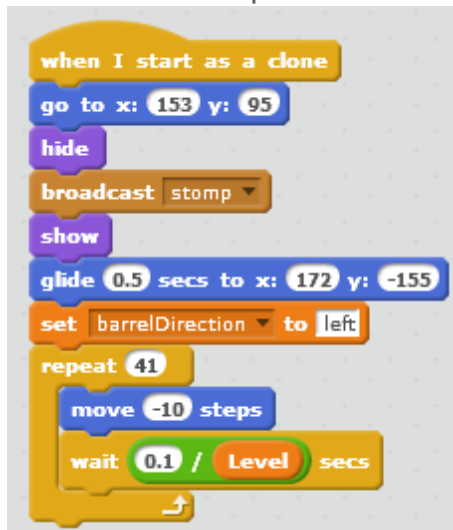 when I start as a clone
go to x: 153 y: 95
hide
broadcast stomp
show
glide 0.5 secs to x: 172 y: -155
set barrelDirection to left
repeat 41
move -10 steps
wait 0.1 / Level secs